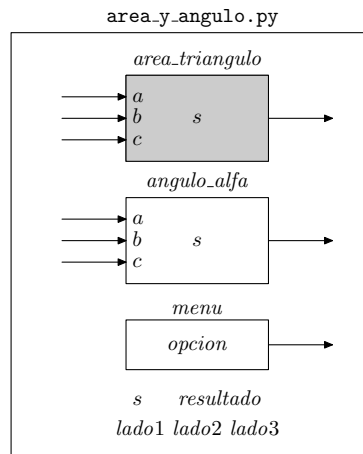 area_y_angulo.py
area_triangulo
a
b s
c
angulo_alfa
a
b s
c
menu
opcion
s resultado
lado1 lado2 lado3